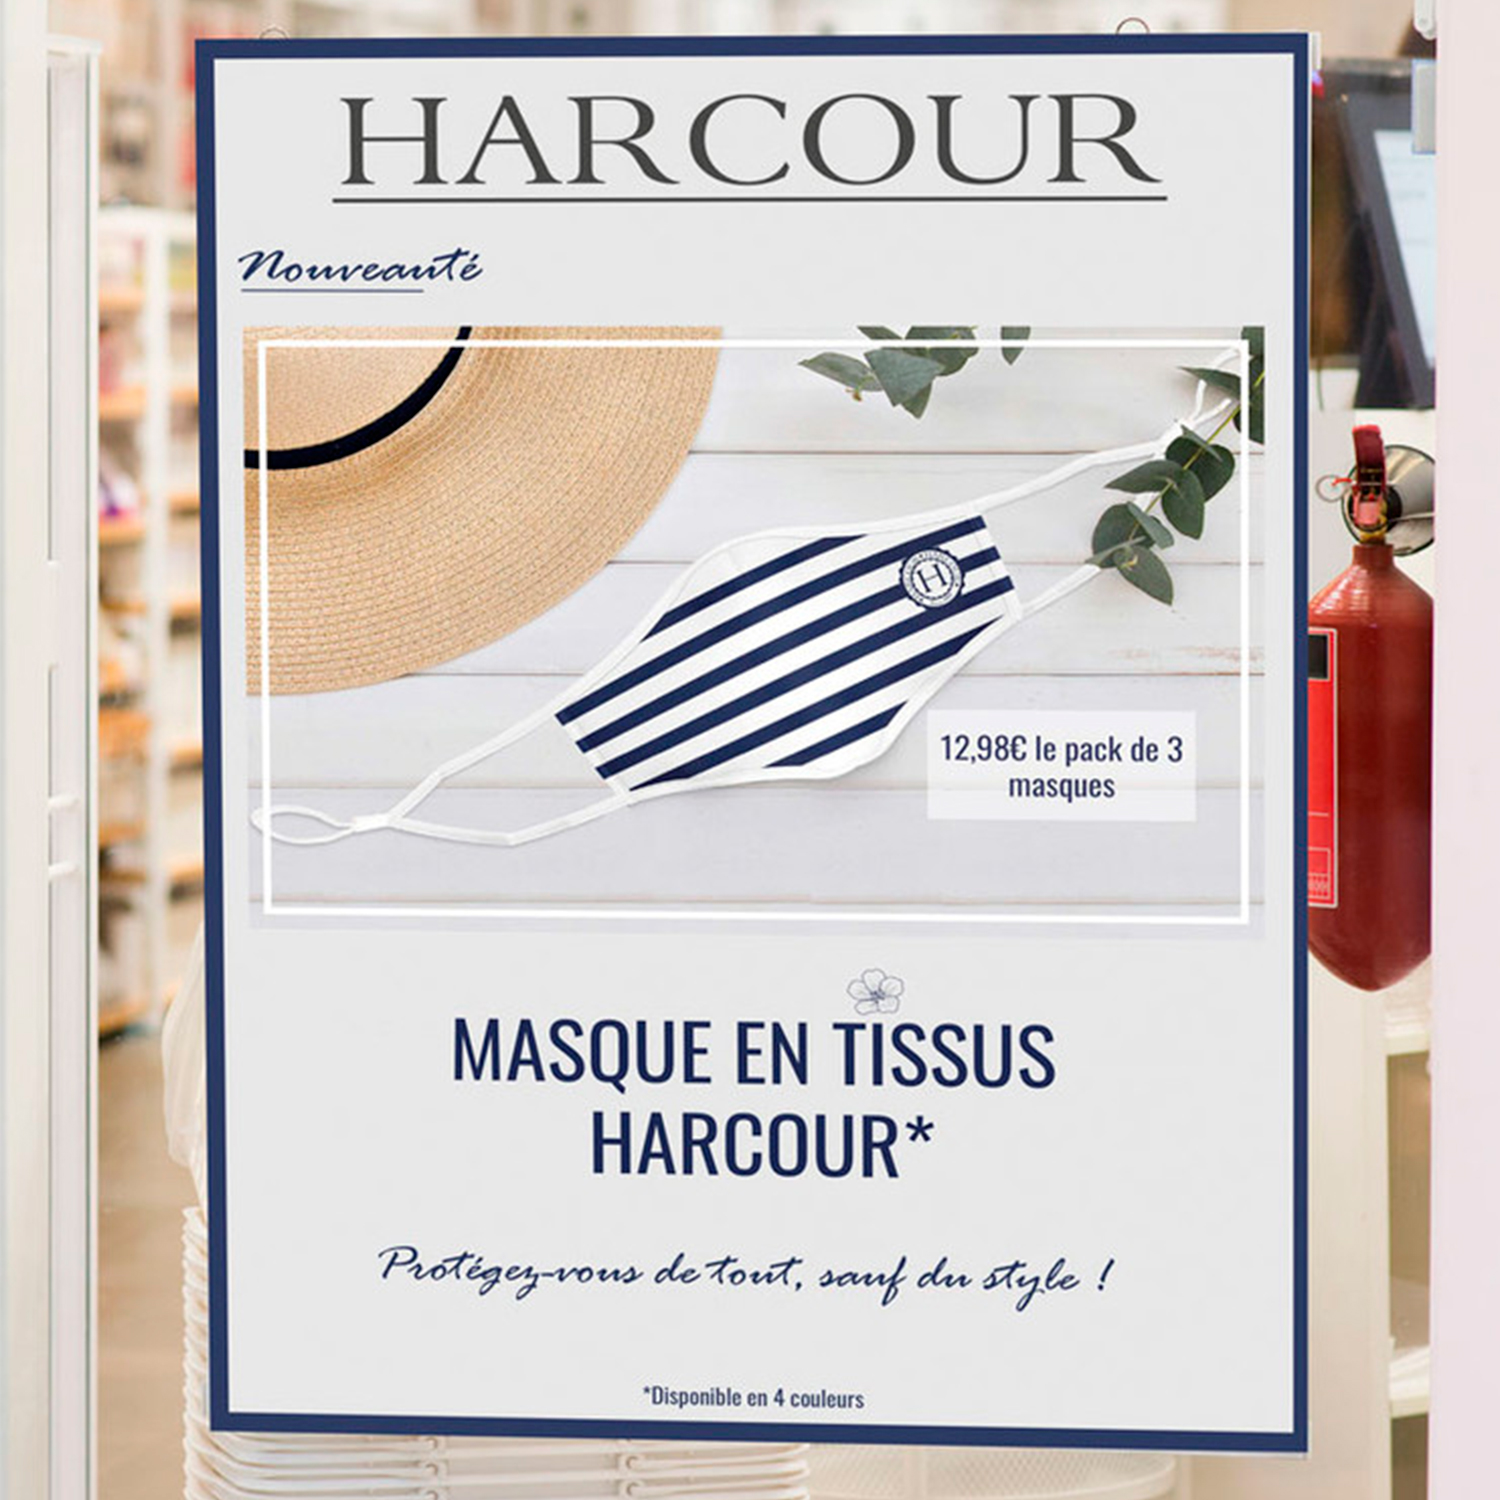 HARCOUR
Nouveauté
H
12,98€ le pack de 3
masques
MASQUE EN TISSUS
HARCOUR*
Protégez-vous de tout, sauf du style !
*Disponible en 4 couleurs